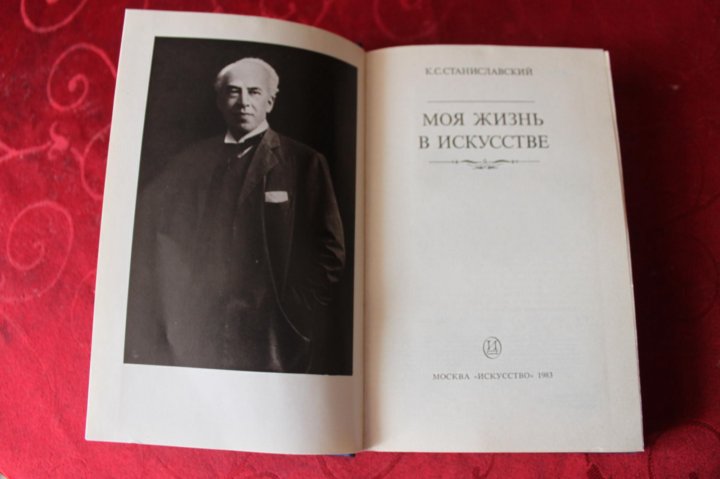 К.С.СТАНИСЛАВСКИЙ
МОЯ ЖИЗНЬ
В ИСКУССТВЕ
МОСКВА «ИСКУССТВО» 1983